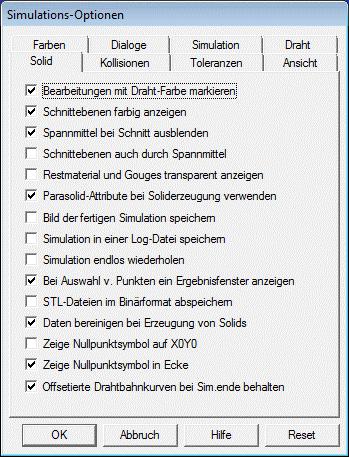 Simulations-Optionen
Farben Dialoge Simulation Draht
Solid Kollisionen Toleranzen Ansicht
Bearbeitungen mit Draht-Farbe markieren
Schnittebenen farbig anzeigen
Spannmittel bei Schnitt ausblenden
Schnittebenen auch durch Spannmittel
Restmaterial und Gouges transparent anzeigen
Parasolid-Attribute bei Soliderzeugung verwenden
Bild der fertigen Simulation speichern
Simulation in einer Log-Datei speichern
Simulation endlos wiederholen
Bei Auswahl v. Punkten ein Ergebnisfenster anzeigen
STL-Dateien im Binärformat abspeichern
Daten bereinigen bei Erzeugung von Solids
Zeige Nullpunktsymbol auf X0Y0
Zeige Nullpunktsymbol in Ecke
Offsetierte Drahtbahnkurven bei Sim.ende behalten
OK Abbruch Hilfe Reset